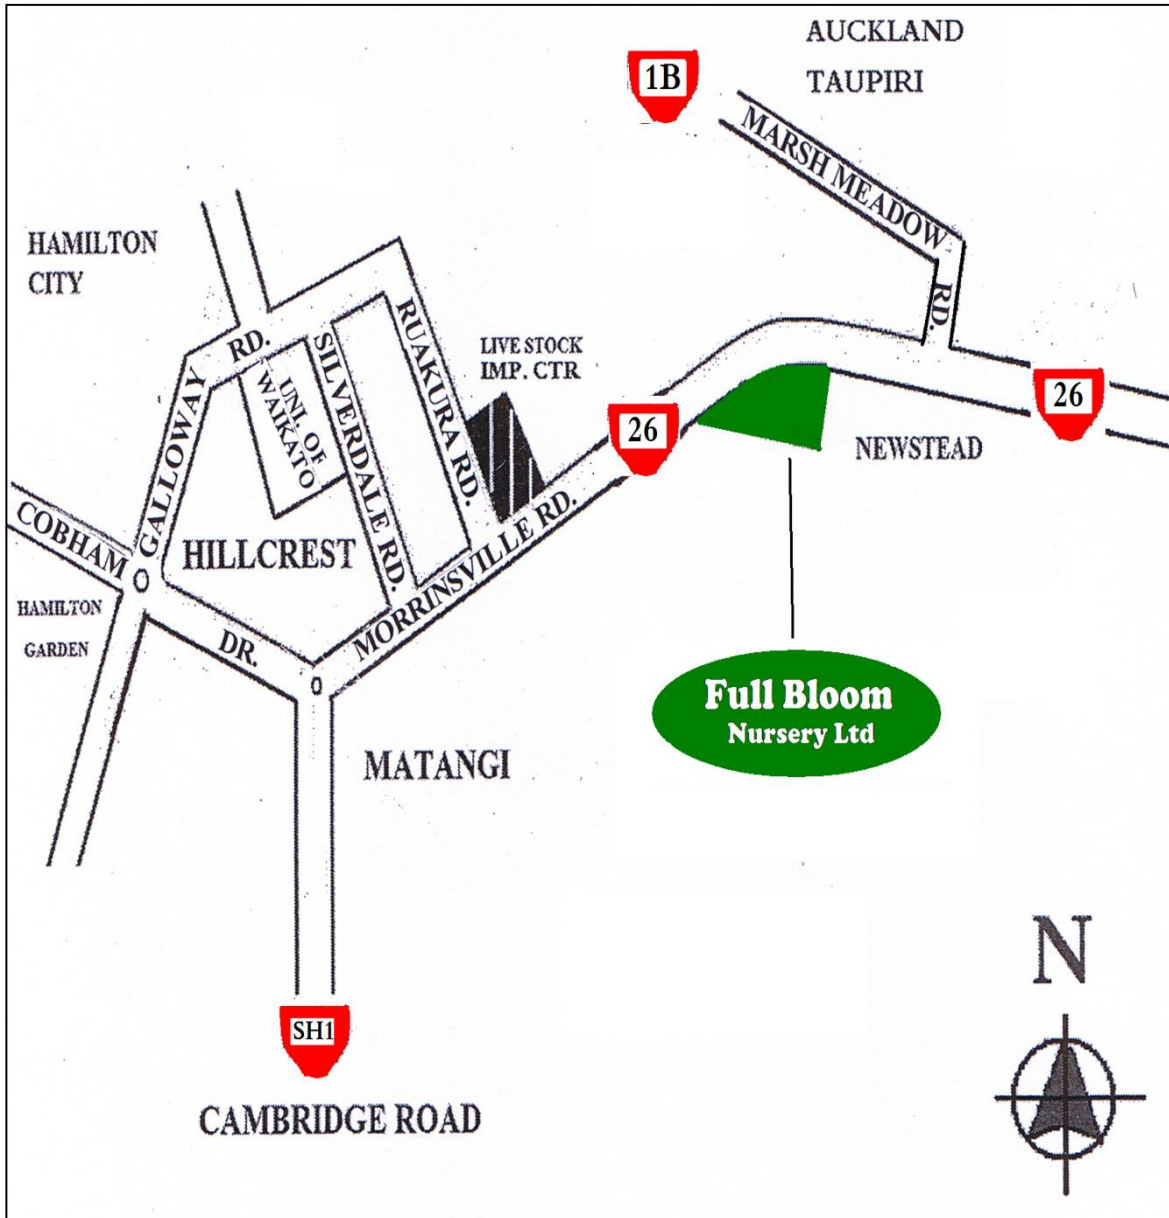 AUCKLAND
TAUPIRI
1B
MARSH MEADOW
RD.
HAMILTON
CITY
GALLOWAY
RD.
SILVERDALE RD.
RUAKURA RD.
UNI. OF
WAIKATO
LIVE STOCK
IMP. CTR
26
26
NEWSTEAD
COBHAM
DR.
HILLCREST
MORRINSVILLE RD.
HAMILTON
GARDEN
Full Bloom
Nursery Ltd
MATANGI
SH1
CAMBRIDGE ROAD
N